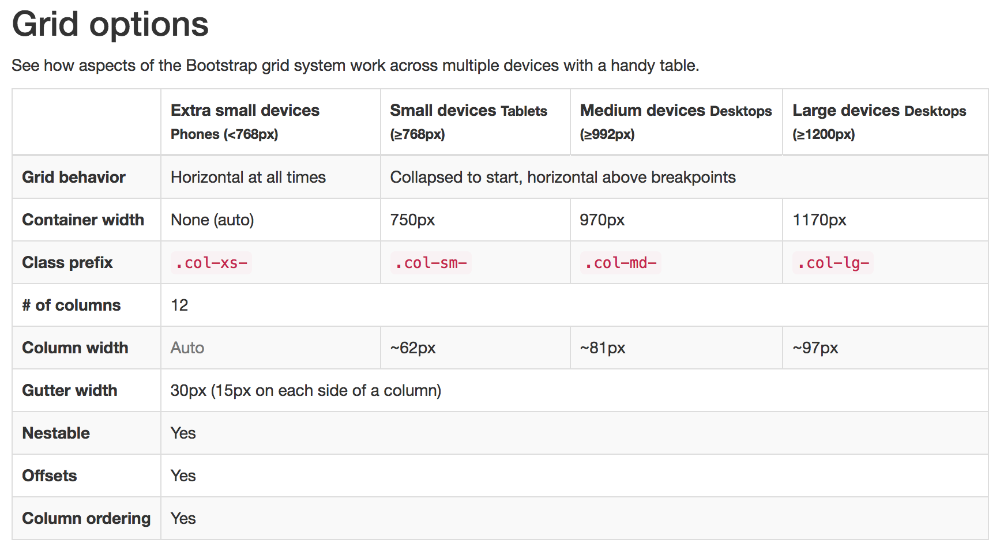 Grid options
See how aspects of the Bootstrap grid system work across multiple devices with a handy table.
Extra small devices
Phones (<768px)
Small devices Tablets
(≥768px)
Medium devices Desktops
(≥992px)
Large devices Desktops
(≥1200px)
Grid behavior
Horizontal at all times
Collapsed to start, horizontal above breakpoints
Container width
None (auto)
750px
970px
1170px
Class prefix
.col-xs-
.col-sm-
.col-md-
.col-lg-
# of columns
12
Column width
Auto
~62px
~81px
~97px
Gutter width
30px (15px on each side of a column)
Nestable
Yes
Offsets
Yes
Column ordering
Yes